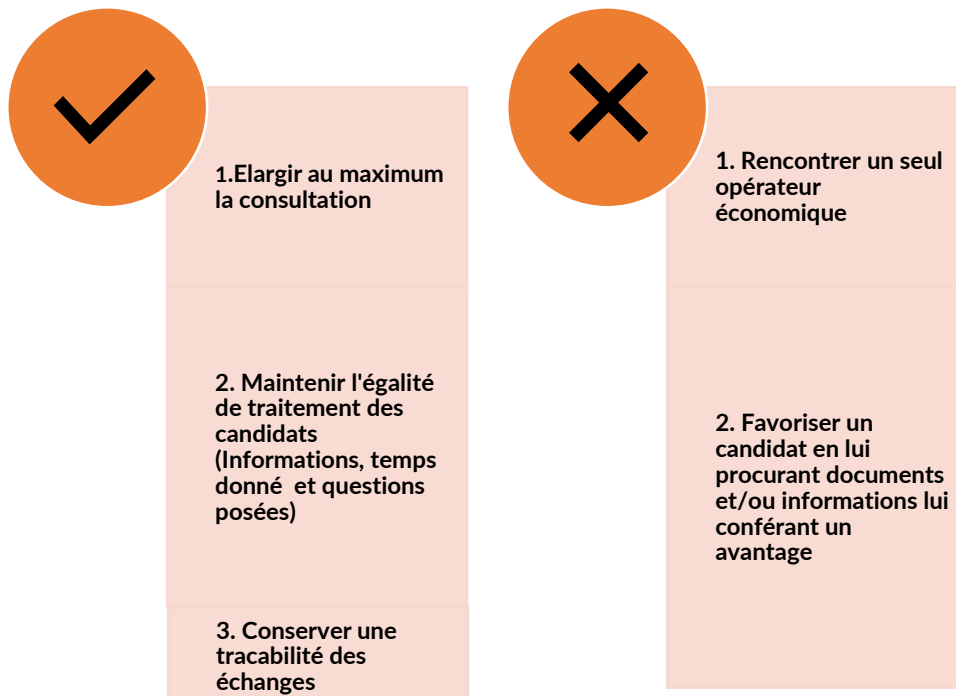 1.Elargir au maximum
la consultation
2. Maintenir l'égalité
de traitement des
candidats
(Informations, temps
donné  et questions
posées)
3. Conserver une
tracabilité des
échanges
1. Rencontrer un seul
opérateur
économique
2. Favoriser un
candidat en lui
procurant documents
et/ou informations lui
conférant un
avantage